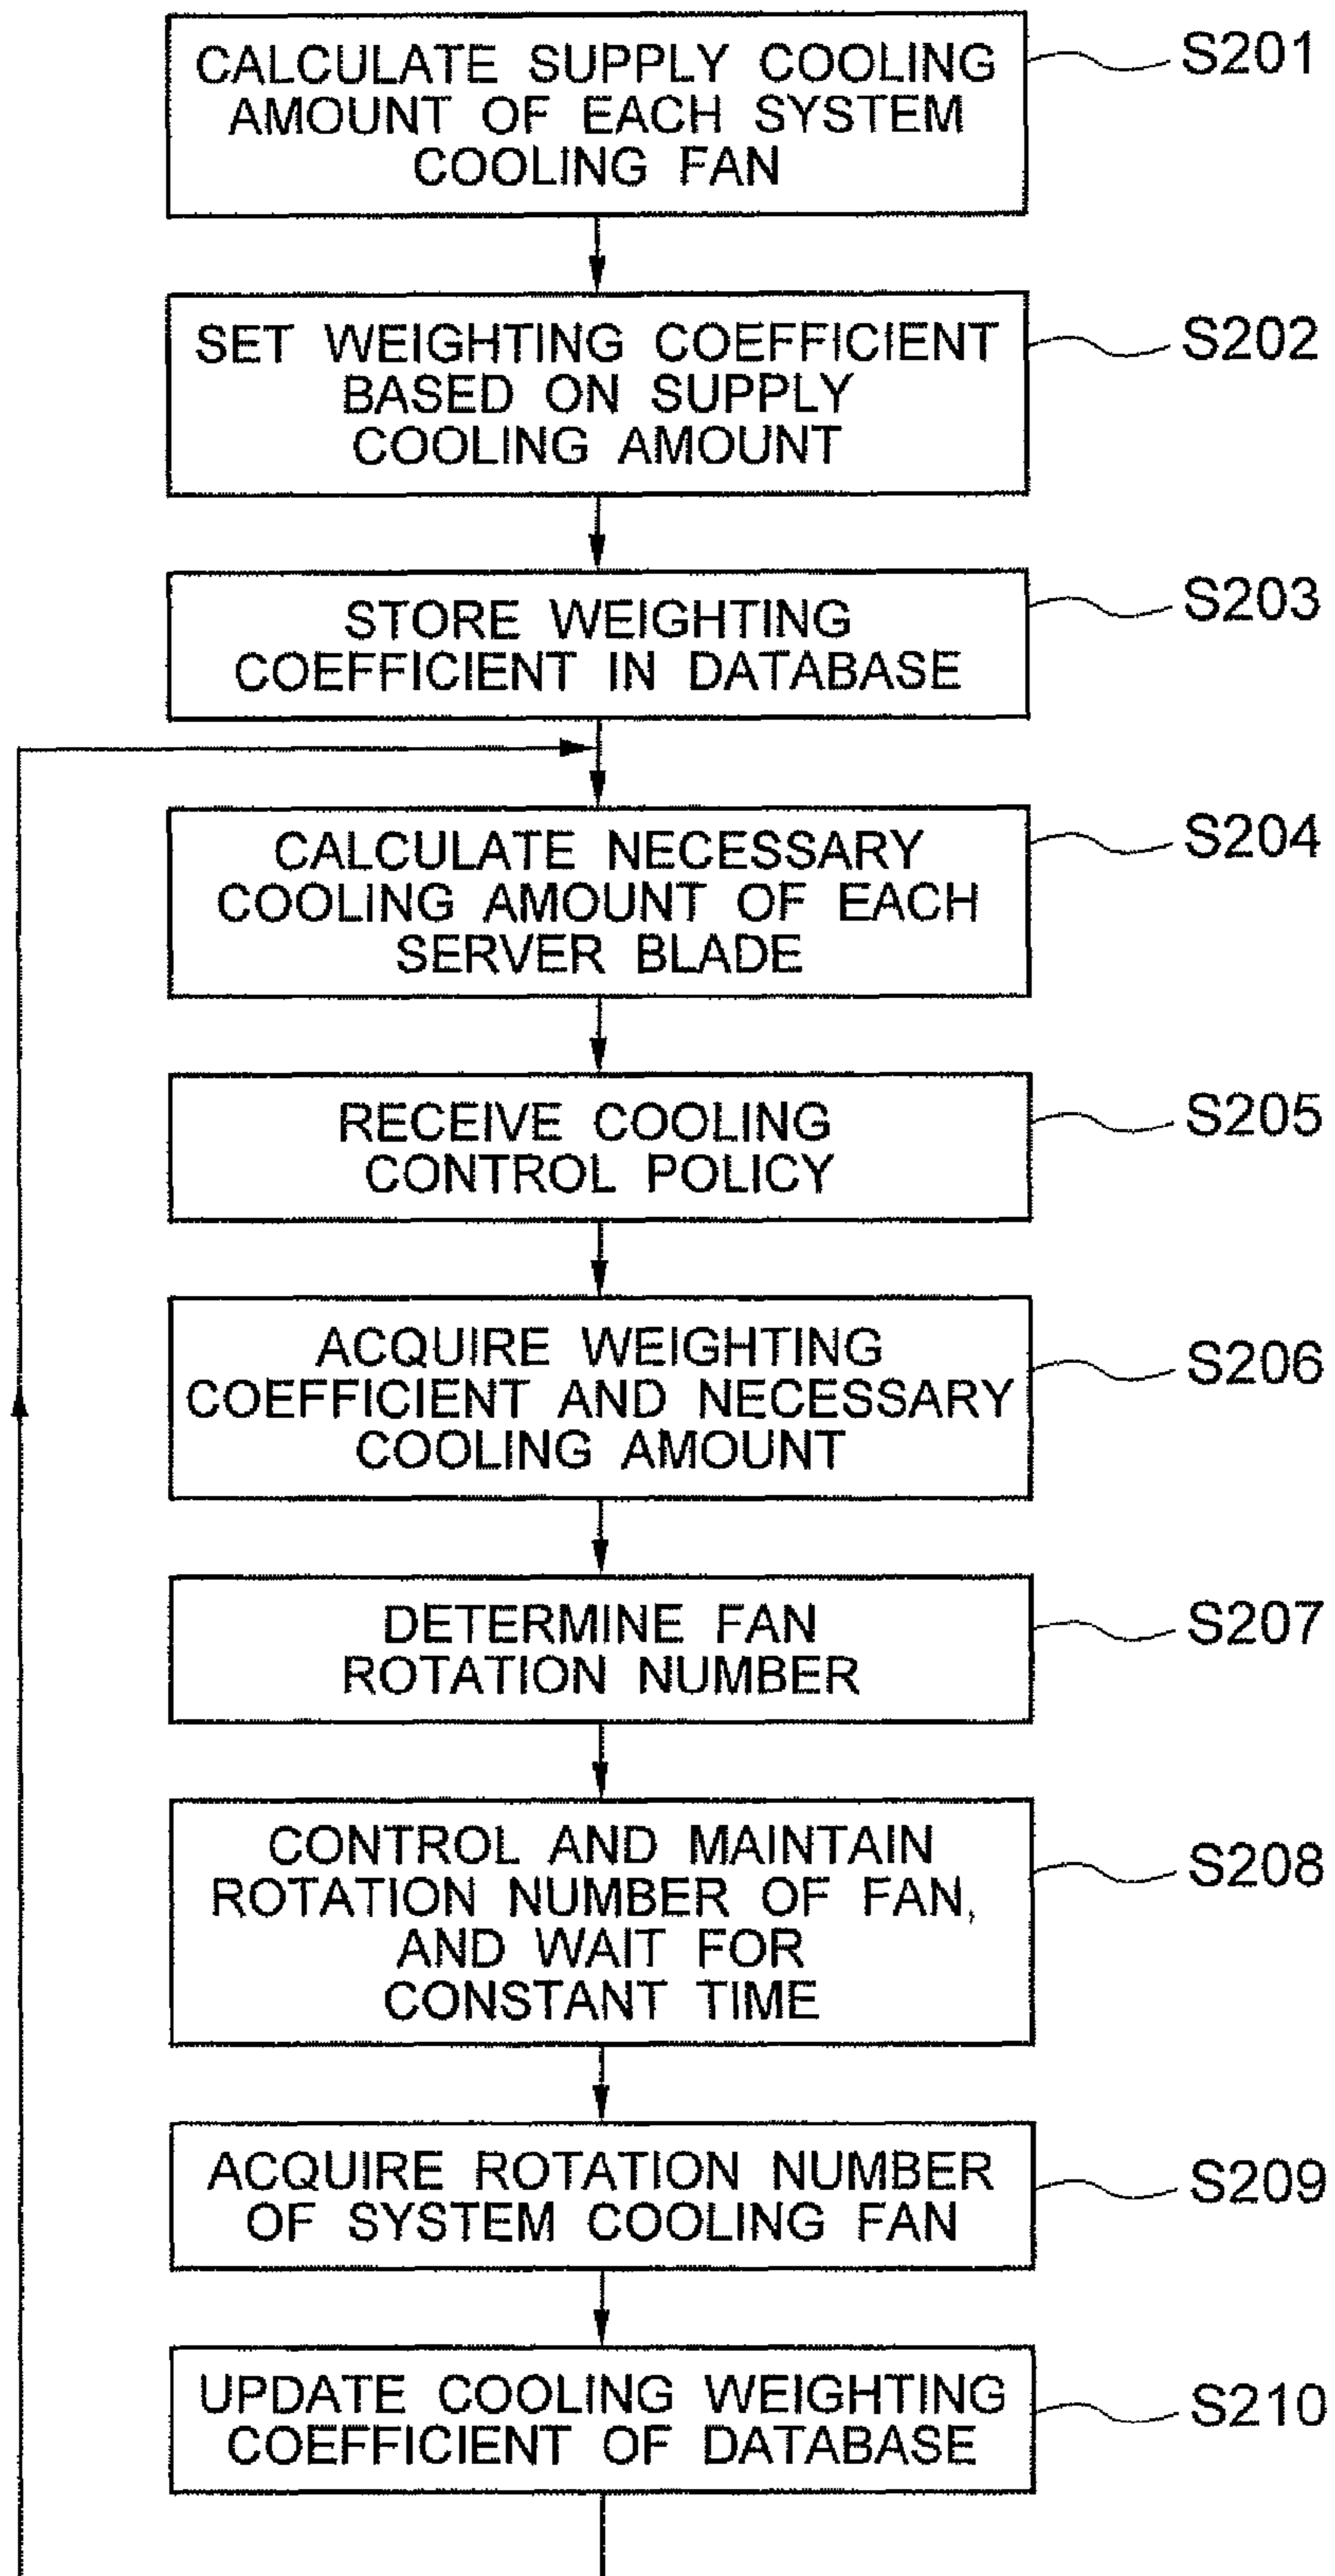 CALCULATE SUPPLY COOLING
AMOUNT OF EACH SYSTEM
COOLING FAN
S201
SET WEIGHTING COEFFICIENT
BASED ON SUPPLY
COOLING AMOUNT
S202
STORE WEIGHTING
COEFFICIENT IN DATABASE
S203
CALCULATE NECESSARY
COOLING AMOUNT OF EACH
SERVER BLADE
S204
RECEIVE COOLING
CONTROL POLICY
S205
ACQUIRE WEIGHTING
COEFFICIENT AND NECESSARY
COOLING AMOUNT
S206
DETERMINE FAN
ROTATION NUMBER
S207
CONTROL AND MAINTAIN
ROTATION NUMBER OF FAN,
AND WAIT FOR
CONSTANT TIME
S208
ACQUIRE ROTATION NUMBER
OF SYSTEM COOLING FAN
S209
UPDATE COOLING WEIGHTING
COEFFICIENT OF DATABASE
S210